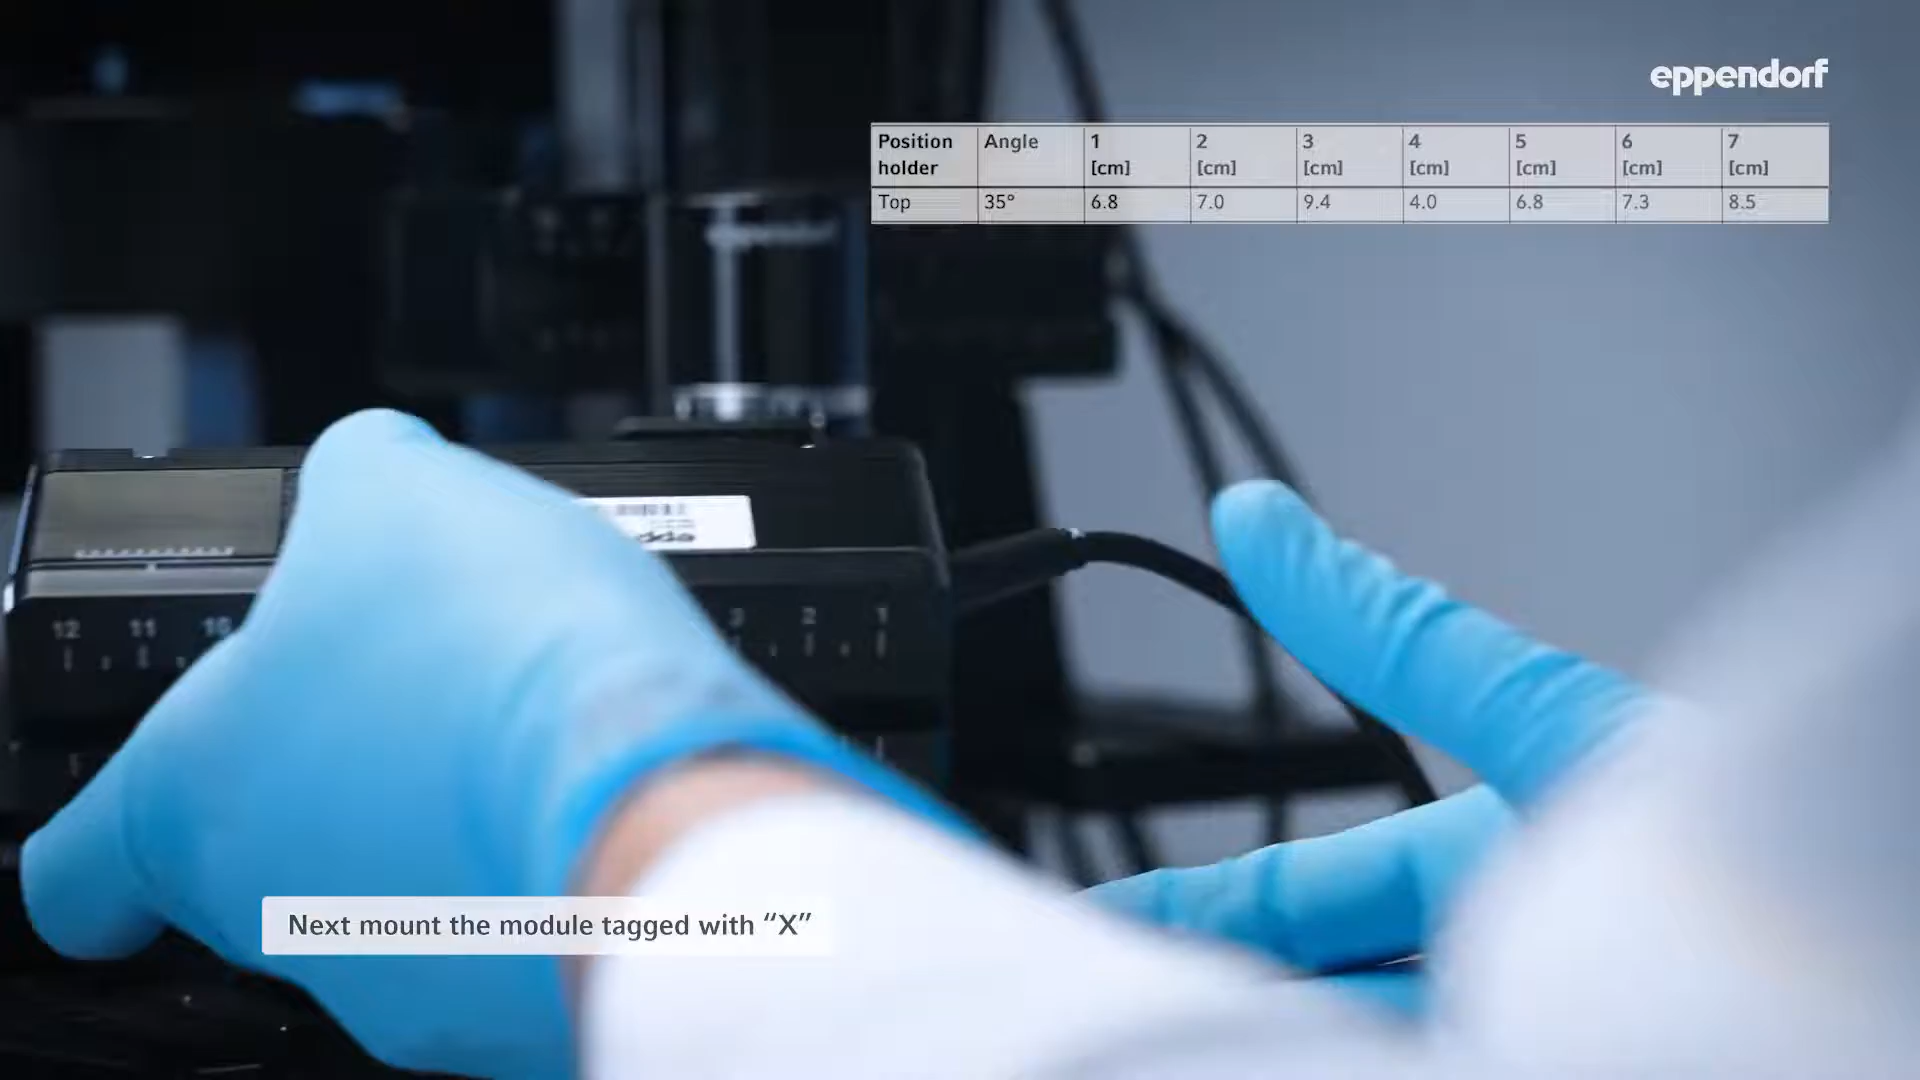 eppendorf
Position holder Angle 1 [cm] 2 [cm] 3 [cm] 4 [cm] 5 [cm] 6 [cm] 7 [cm]
Top 35° 6.8 7.0 9.4 4.0 6.8 7.3 8.5
12 11 10 3 2 1
Next mount the module tagged with “X”